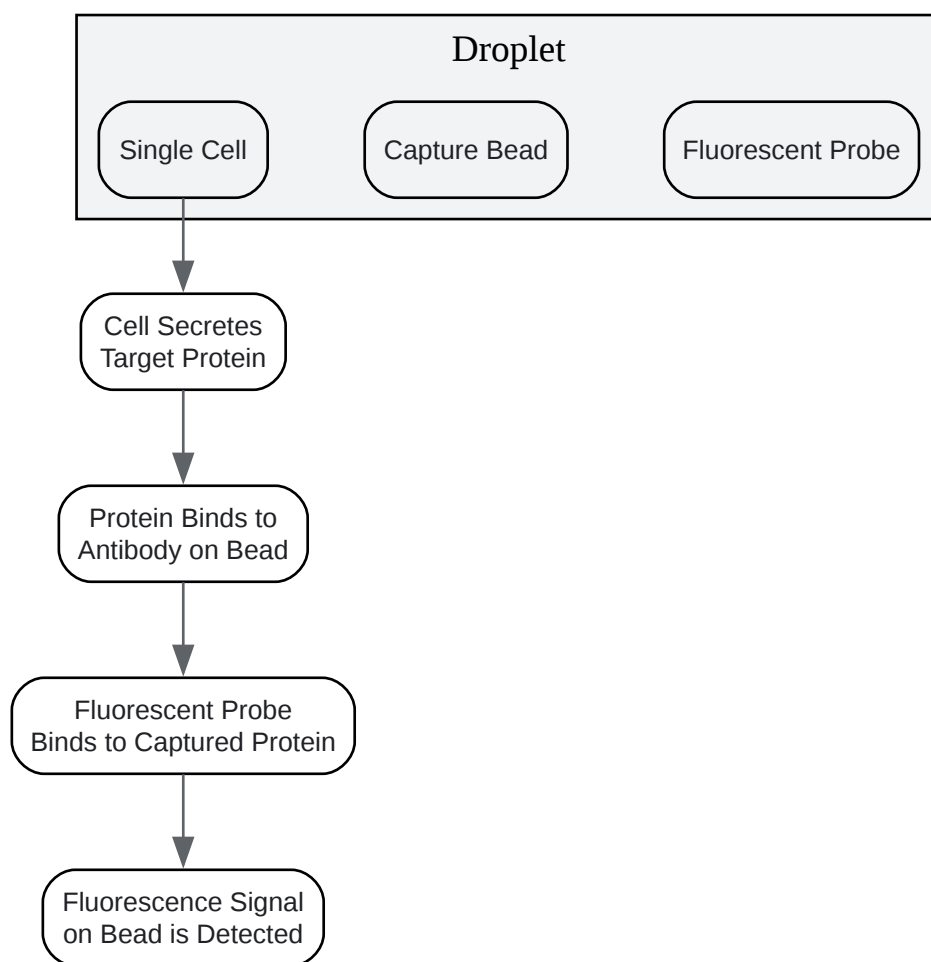 Droplet
Single Cell
Capture Bead
Fluorescent Probe
Cell Secretes
Target Protein
Protein Binds to
Antibody on Bead
Fluorescent Probe
Binds to Captured Protein
Fluorescence Signal
on Bead is Detected